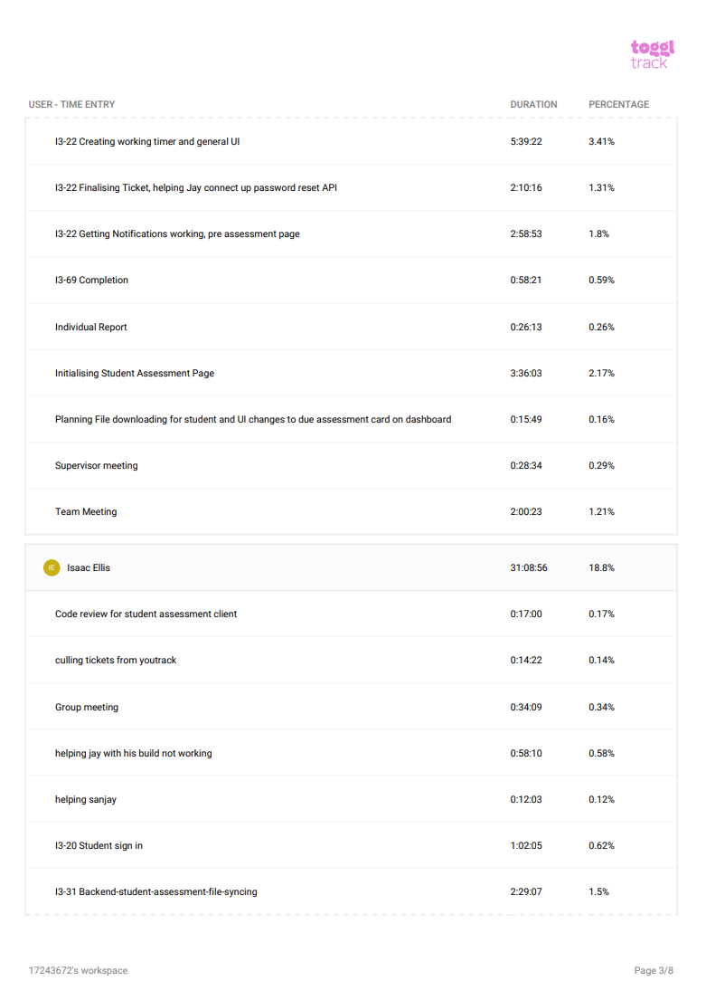 toggl
track
USER - TIME ENTRY DURATION PERCENTAGE
I3-22 Creating working timer and general UI 5:39:22 3.41%
I3-22 Finalising Ticket, helping Jay connect up password reset API 2:10:16 1.31%
I3-22 Getting Notifications working, pre assessment page 2:58:53 1.8%
I3-69 Completion 0:58:21 0.59%
Individual Report 0:26:13 0.26%
Initialising Student Assessment Page 3:36:03 2.17%
Planning File downloading for student and UI changes to due assessment card on dashboard 0:15:49 0.16%
Supervisor meeting 0:28:34 0.29%
Team Meeting 2:00:23 1.21%
IE Isaac Ellis 31:08:56 18.8%
Code review for student assessment client 0:17:00 0.17%
culling tickets from youtrack 0:14:22 0.14%
Group meeting 0:34:09 0.34%
helping jay with his build not working 0:58:10 0.58%
helping sanjay 0:12:03 0.12%
I3-20 Student sign in 1:02:05 0.62%
I3-31 Backend-student-assessment-file-syncing 2:29:07 1.5%
17243672's workspace Page 3/8